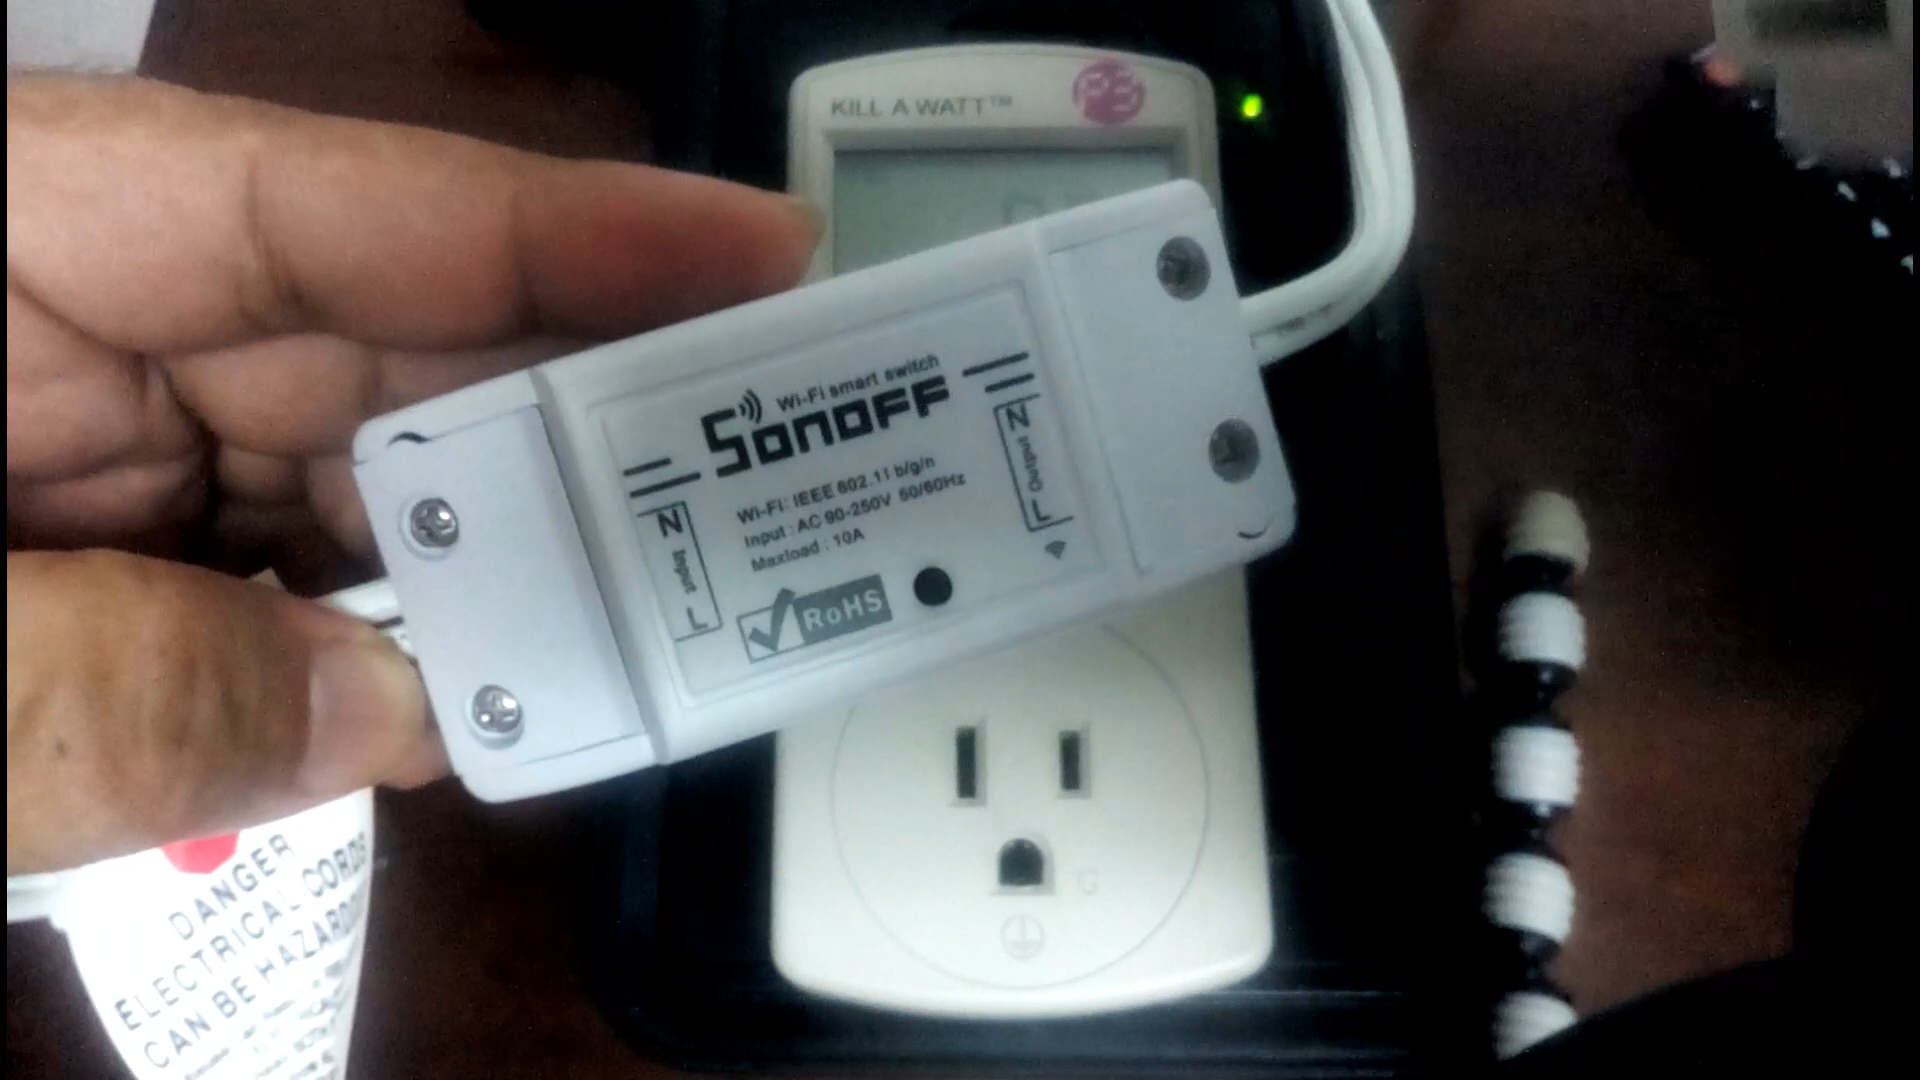 KILL A WATT™
P3
Wi-Fi smart switch
SONOFF
Wi-Fi: IEEE 802.11 b/g/n
Input : AC 90-250V 50/60Hz
Maxload : 10A
N Input L
N Output L
RoHS
G
DANGER
ELECTRICAL CORDS
CAN BE HAZARDOUS